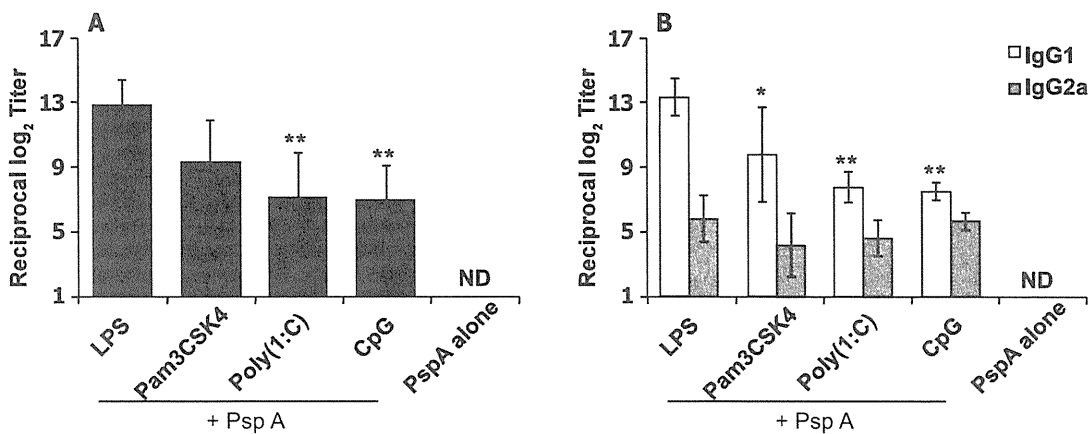 A
17
13
9
5
1
Reciprocal log2 Titer
**
**
ND
LPS
Pam3CSK4
Poly(1:C)
CpG
PspA alone
+ Psp A
B
17
13
9
5
1
Reciprocal log2 Titer
IgG1
IgG2a
*
**
**
ND
LPS
Pam3CSK4
Poly(1:C)
CpG
PspA alone
+ Psp A